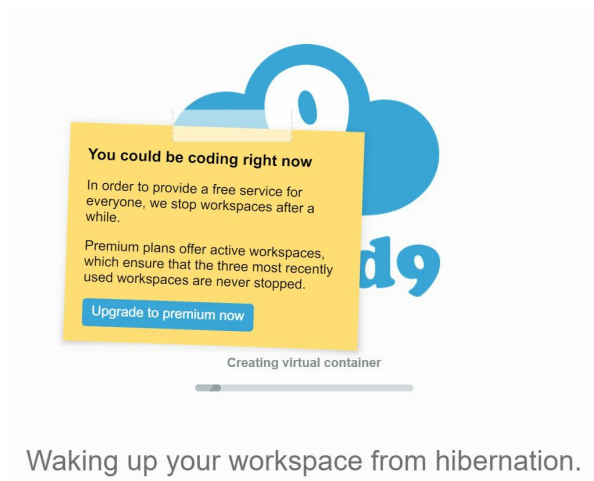 You could be coding right now
In order to provide a free service for
everyone, we stop workspaces after a
while.
Premium plans offer active workspaces,
which ensure that the three most recently
used workspaces are never stopped.
Upgrade to premium now
d9
Creating virtual container
Waking up your workspace from hibernation.